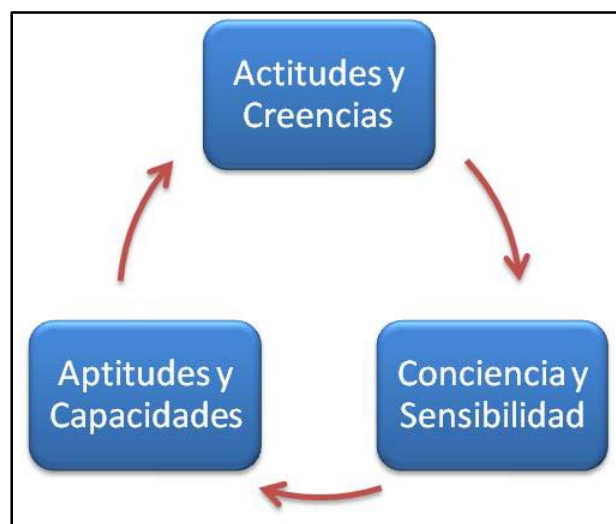 Actitudes y
Creencias
Aptitudes y
Capacidades
Conciencia y
Sensibilidad